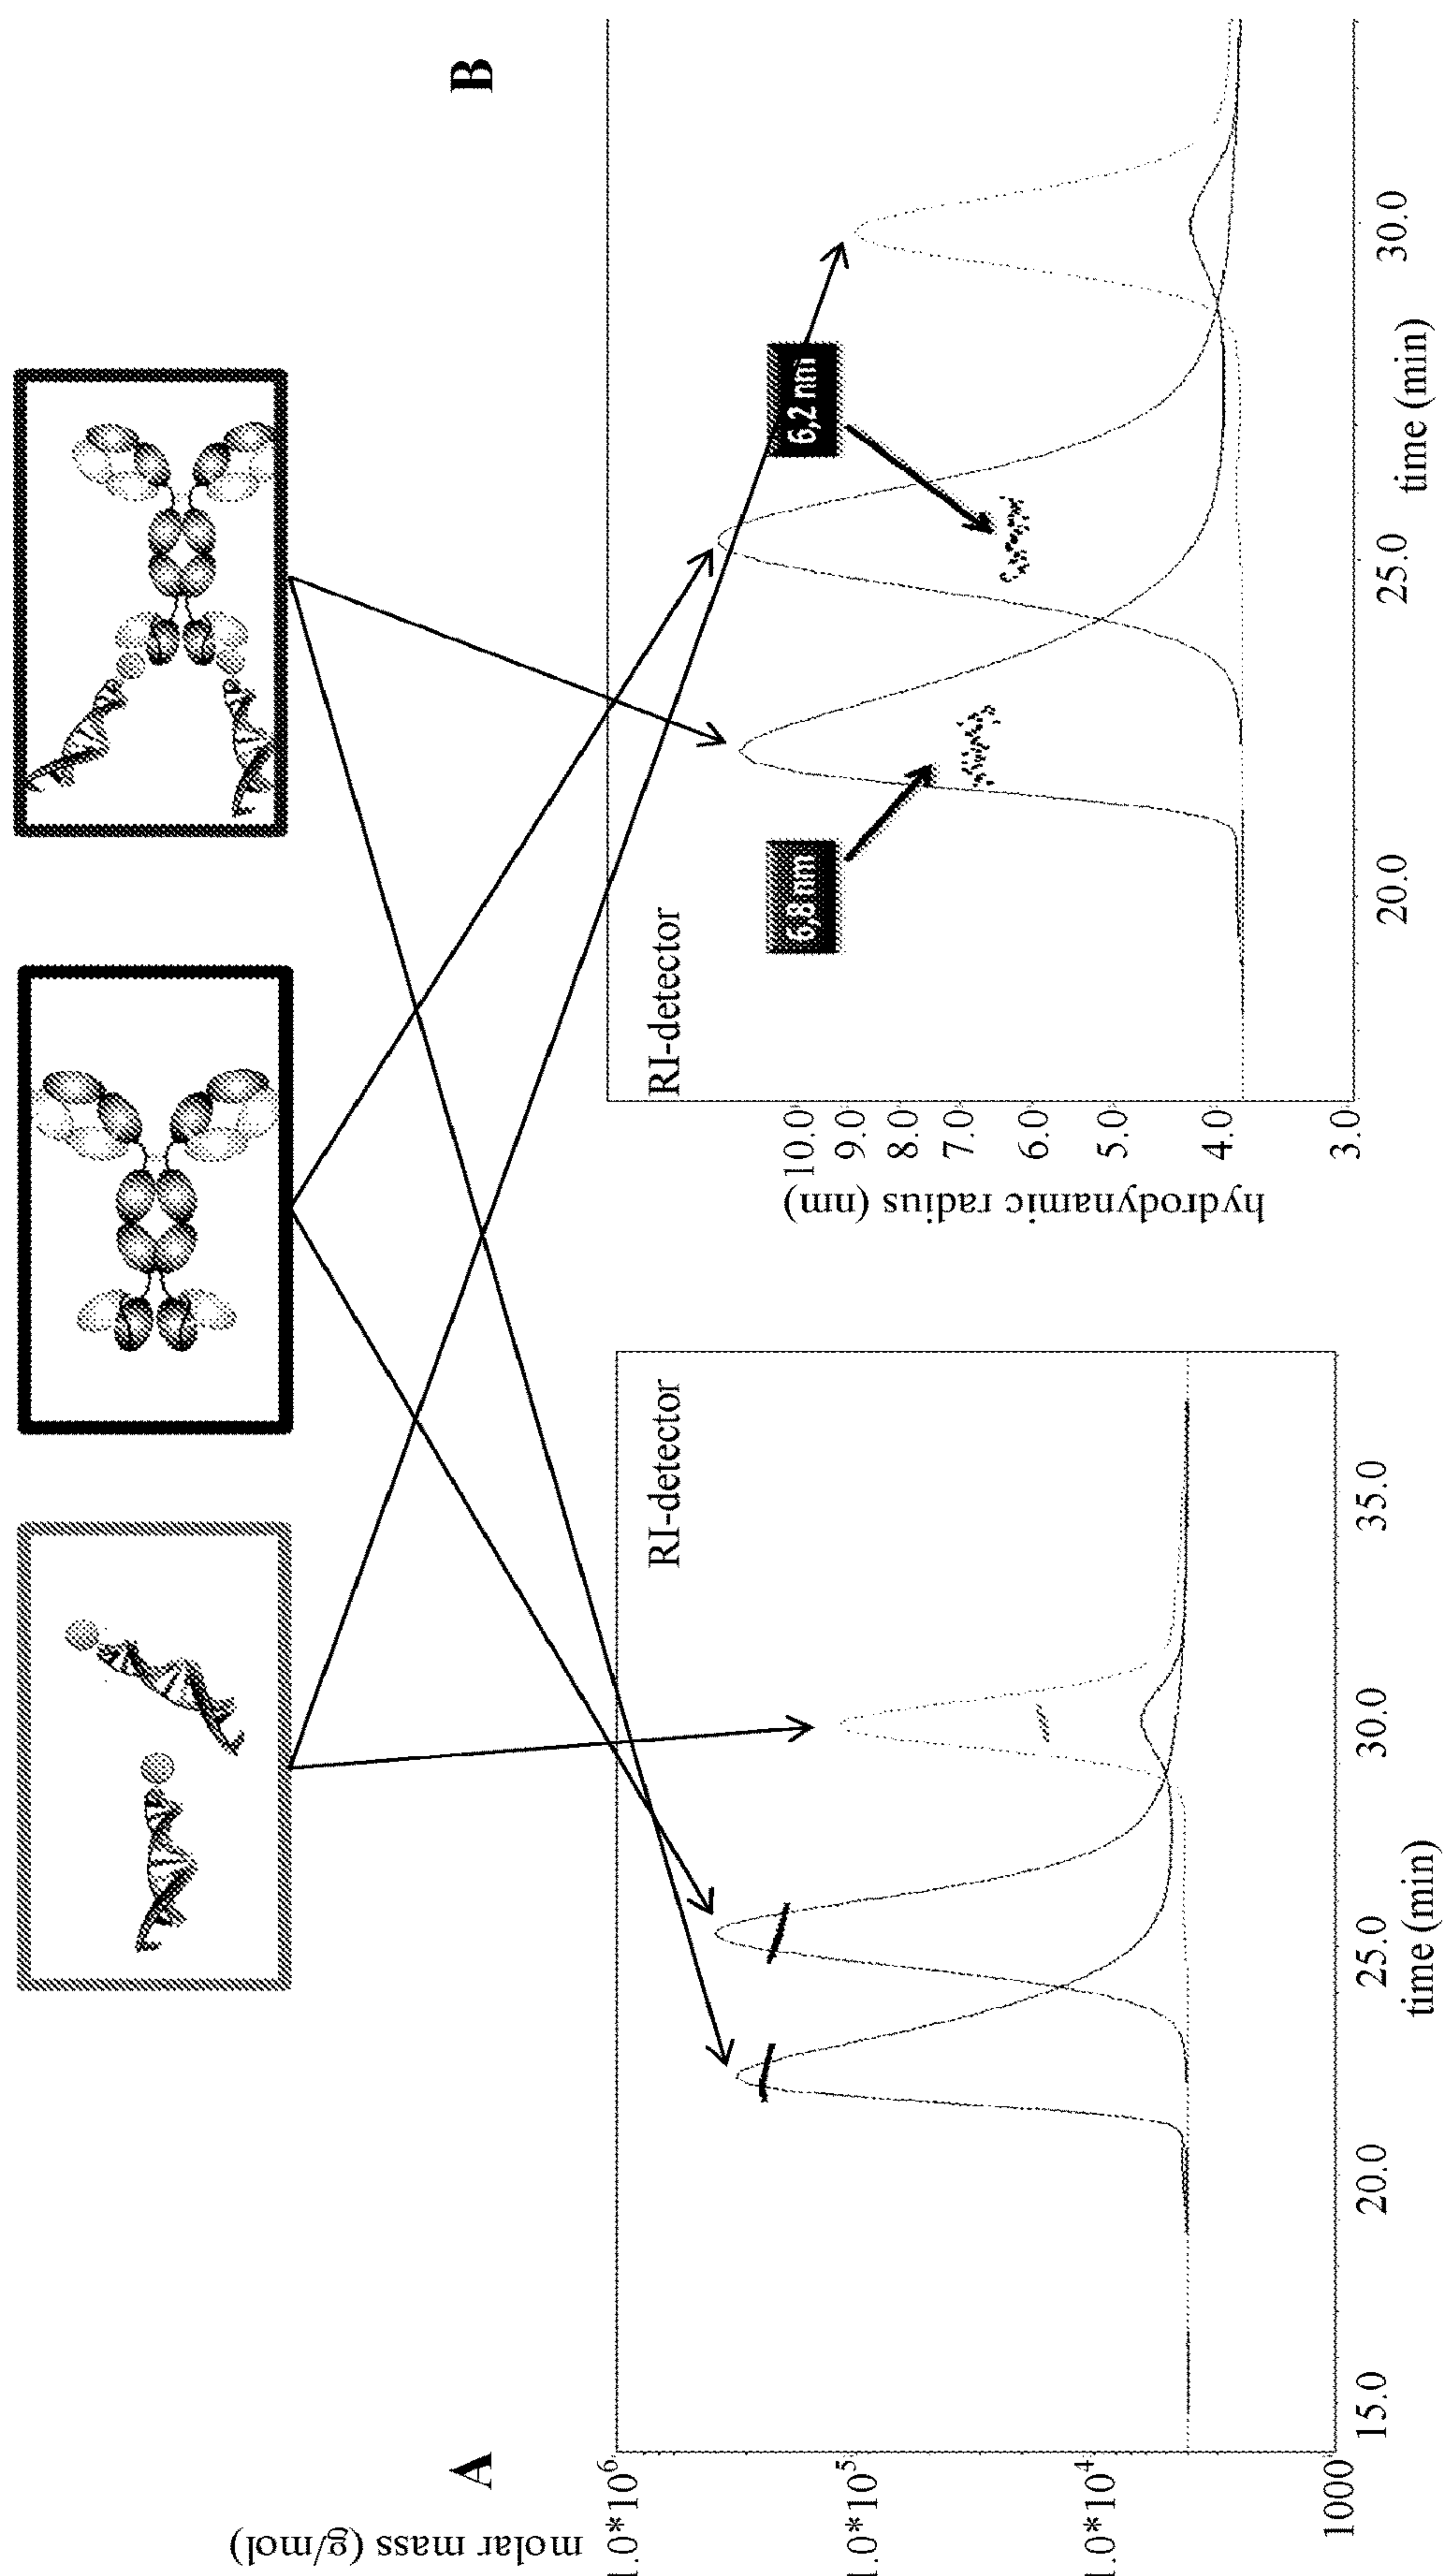 A
molar mass (g/mol)
1.0*10⁶
1.0*10⁵
1.0*10⁴
1000
RI-detector
15.0
20.0
25.0
30.0
35.0
time (min)
B
hydrodynamic radius (nm)
10.0
9.0
8.0
7.0
6.0
5.0
4.0
3.0
RI-detector
6,8 nm
6,2 nm
20.0
25.0
30.0
time (min)